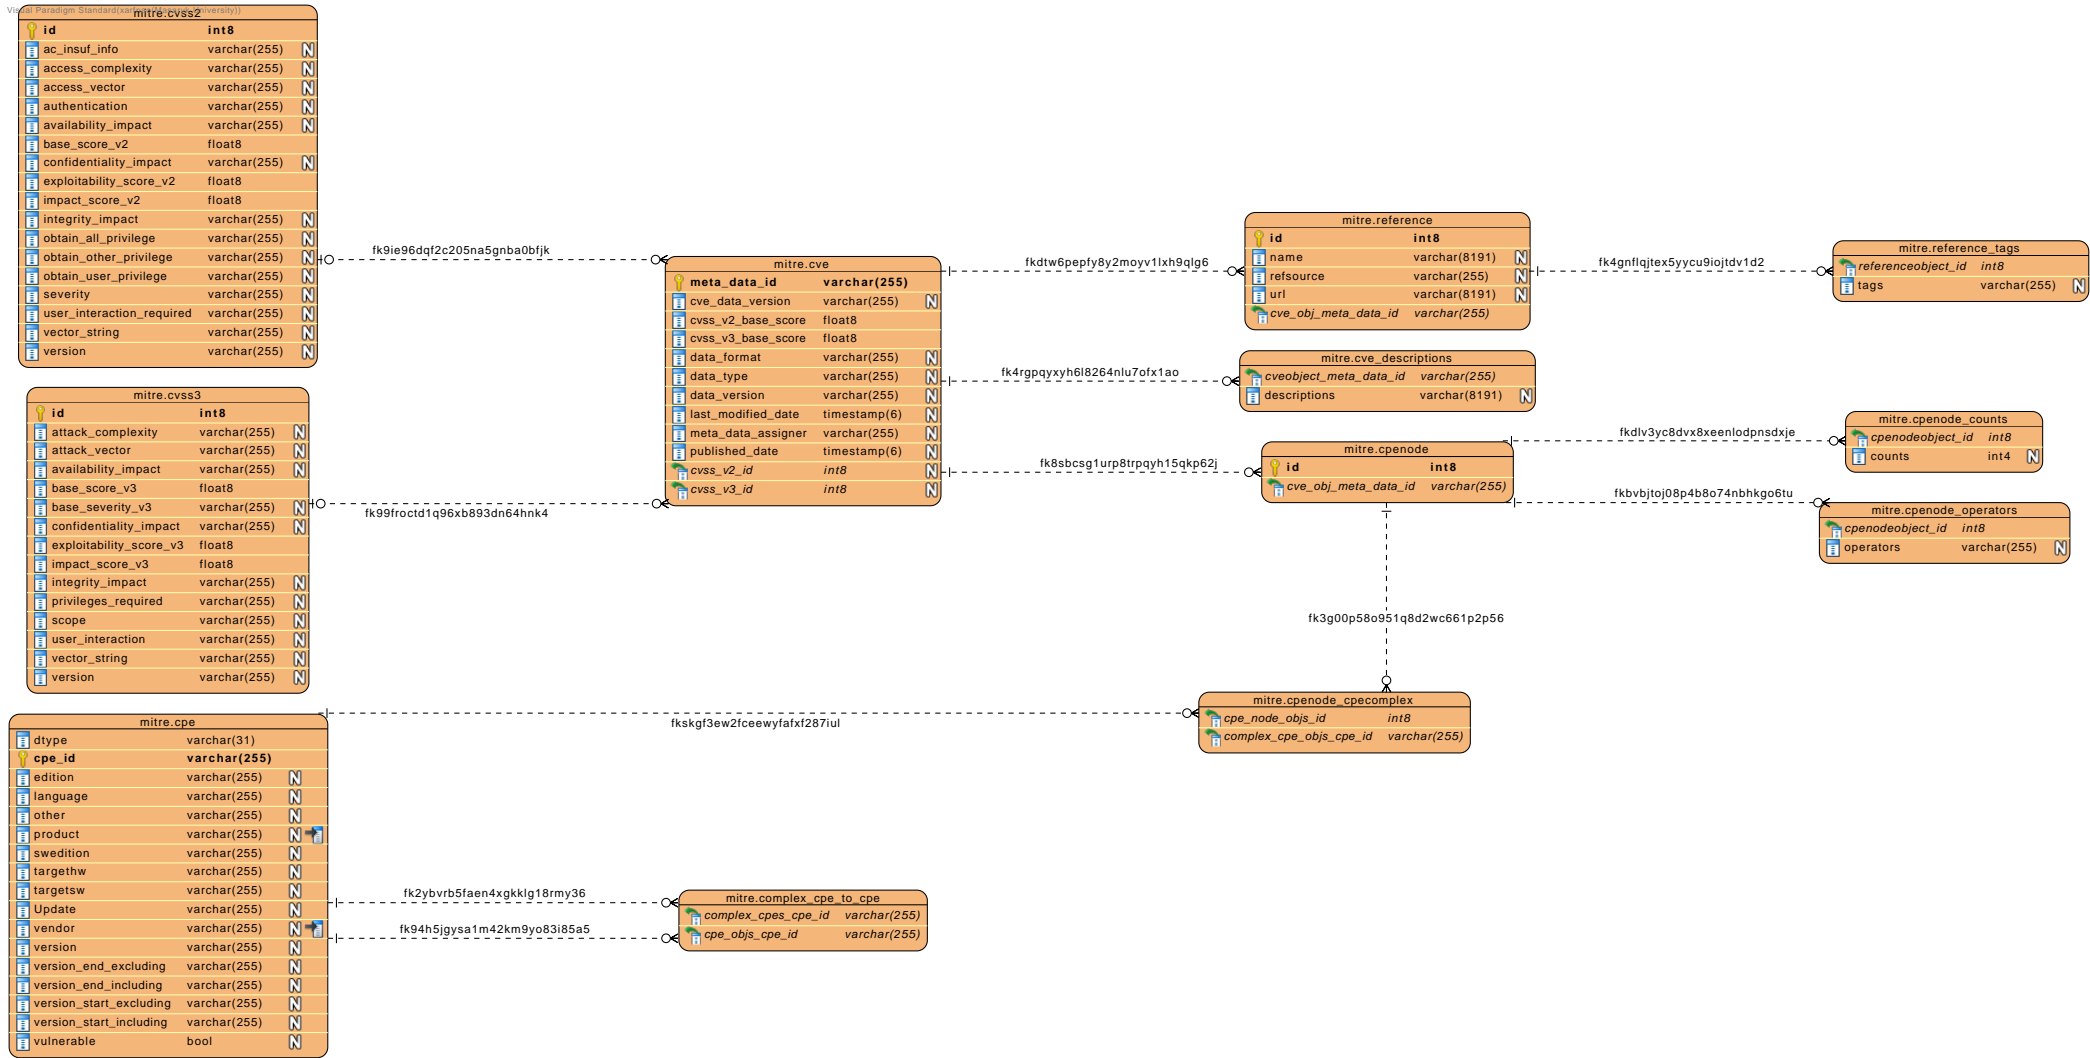 Visual Paradigm Standard(xar University))
mitre.cvss2
id int8
ac_insuf_info varchar(255) N
access_complexity varchar(255) N
access_vector varchar(255) N
authentication varchar(255) N
availability_impact varchar(255) N
base_score_v2 float8
confidentiality_impact varchar(255) N
exploitability_score_v2 float8
impact_score_v2 float8
integrity_impact varchar(255) N
obtain_all_privilege varchar(255) N
obtain_other_privilege varchar(255) N
obtain_user_privilege varchar(255) N
severity varchar(255) N
user_interaction_required varchar(255) N
vector_string varchar(255) N
version varchar(255) N
fk9ie96dqf2c205na5gnba0bfjk
mitre.cvss3
id int8
attack_complexity varchar(255) N
attack_vector varchar(255) N
availability_impact varchar(255) N
base_score_v3 float8
base_severity_v3 varchar(255) N
confidentiality_impact varchar(255) N
exploitability_score_v3 float8
impact_score_v3 float8
integrity_impact varchar(255) N
privileges_required varchar(255) N
scope varchar(255) N
user_interaction varchar(255) N
vector_string varchar(255) N
version varchar(255) N
fk99froctd1q96xb893dn64hnk4
mitre.cve
meta_data_id varchar(255)
cve_data_version varchar(255) N
cvss_v2_base_score float8
cvss_v3_base_score float8
data_format varchar(255) N
data_type varchar(255) N
data_version varchar(255) N
last_modified_date timestamp(6) N
meta_data_assigner varchar(255) N
published_date timestamp(6) N
cvss_v2_id int8 N
cvss_v3_id int8 N
fkdtw6pepfy8y2moyv1lxh9qlg6
fk4rgpqyxyh6l8264nlu7ofx1ao
fk8sbcsg1urp8trpqyh15qkp62j
mitre.reference
id int8
name varchar(8191) N
refsource varchar(255) N
url varchar(8191) N
cve_obj_meta_data_id varchar(255)
fk4gnflqjtex5yycu9iojtdv1d2
mitre.reference_tags
referenceobject_id int8
tags varchar(255) N
mitre.cve_descriptions
cveobject_meta_data_id varchar(255)
descriptions varchar(8191) N
mitre.cpenode
id int8
cve_obj_meta_data_id varchar(255)
fkdlv3yc8dvx8xeenlodpnsdxje
mitre.cpenode_counts
cpenodeobject_id int8
counts int4 N
fkbvbjtoj08p4b8o74nbhkgo6tu
mitre.cpenode_operators
cpenodeobject_id int8
operators varchar(255) N
fk3g00p58o951q8d2wc661p2p56
mitre.cpenode_cpecomplex
cpe_node_objs_id int8
complex_cpe_objs_cpe_id varchar(255)
fkskgf3ew2fceewyfafxf287iul
mitre.cpe
dtype varchar(31)
cpe_id varchar(255)
edition varchar(255) N
language varchar(255) N
other varchar(255) N
product varchar(255) N
swedition varchar(255) N
targethw varchar(255) N
targetsw varchar(255) N
Update varchar(255) N
vendor varchar(255) N
version varchar(255) N
version_end_excluding varchar(255) N
version_end_including varchar(255) N
version_start_excluding varchar(255) N
version_start_including varchar(255) N
vulnerable bool N
fk2ybvrb5faen4xgkklg18rmy36
fk94h5jgysa1m42km9yo83i85a5
mitre.complex_cpe_to_cpe
complex_cpes_cpe_id varchar(255)
cpe_objs_cpe_id varchar(255)